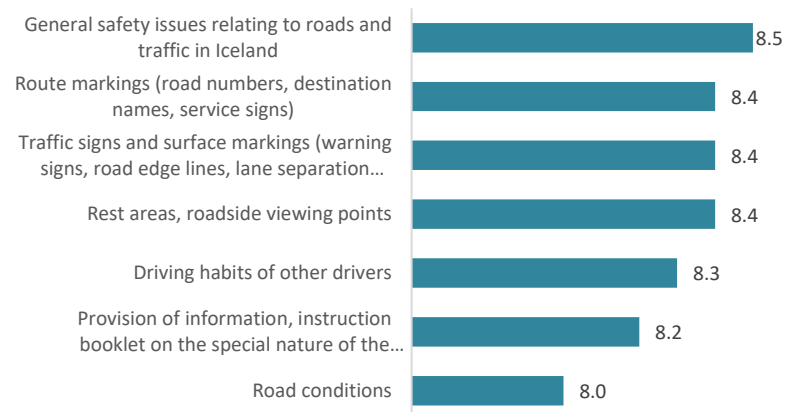 General safety issues relating to roads and
traffic in Iceland
8.5
Route markings (road numbers, destination
names, service signs)
8.4
Traffic signs and surface markings (warning
signs, road edge lines, lane separation…
8.4
Rest areas, roadside viewing points
8.4
Driving habits of other drivers
8.3
Provision of information, instruction
booklet on the special nature of the…
8.2
Road conditions
8.0